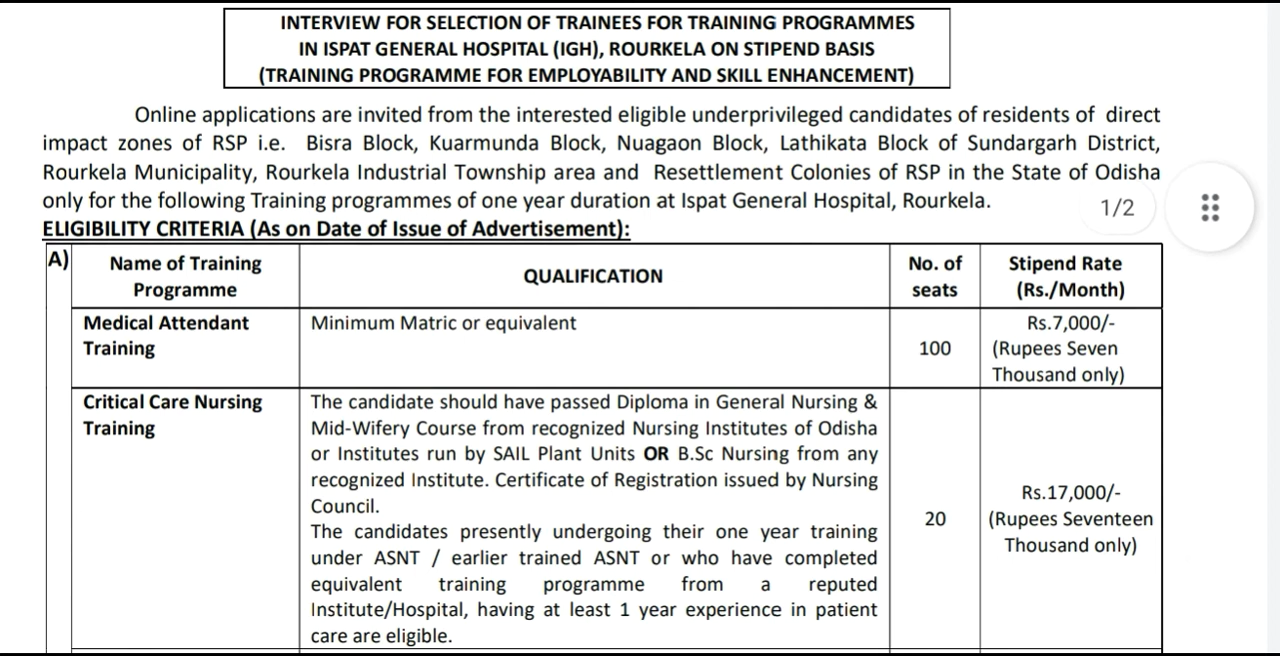 INTERVIEW FOR SELECTION OF TRAINEES FOR TRAINING PROGRAMMES
IN ISPAT GENERAL HOSPITAL (IGH), ROURKELA ON STIPEND BASIS
(TRAINING PROGRAMME FOR EMPLOYABILITY AND SKILL ENHANCEMENT)
Online applications are invited from the interested eligible underprivileged candidates of residents of direct
impact zones of RSP i.e. Bisra Block, Kuarmunda Block, Nuagaon Block, Lathikata Block of Sundargarh District,
Rourkela Municipality, Rourkela Industrial Township area and Resettlement Colonies of RSP in the State of Odisha
only for the following Training programmes of one year duration at Ispat General Hospital, Rourkela.
1/2
ELIGIBILITY CRITERIA (As on Date of Issue of Advertisement):
A)
Name of Training
Programme
QUALIFICATION
No. of
seats
Stipend Rate
(Rs./Month)
Medical Attendant
Training
Minimum Matric or equivalent
100
Rs.7,000/-
(Rupees Seven
Thousand only)
Critical Care Nursing
Training
The candidate should have passed Diploma in General Nursing &
Mid-Wifery Course from recognized Nursing Institutes of Odisha
or Institutes run by SAIL Plant Units OR B.Sc Nursing from any
recognized Institute. Certificate of Registration issued by Nursing
Council.
The candidates presently undergoing their one year training
under ASNT / earlier trained ASNT or who have completed
equivalent training programme from a reputed
Institute/Hospital, having at least 1 year experience in patient
care are eligible.
20
Rs.17,000/-
(Rupees Seventeen
Thousand only)